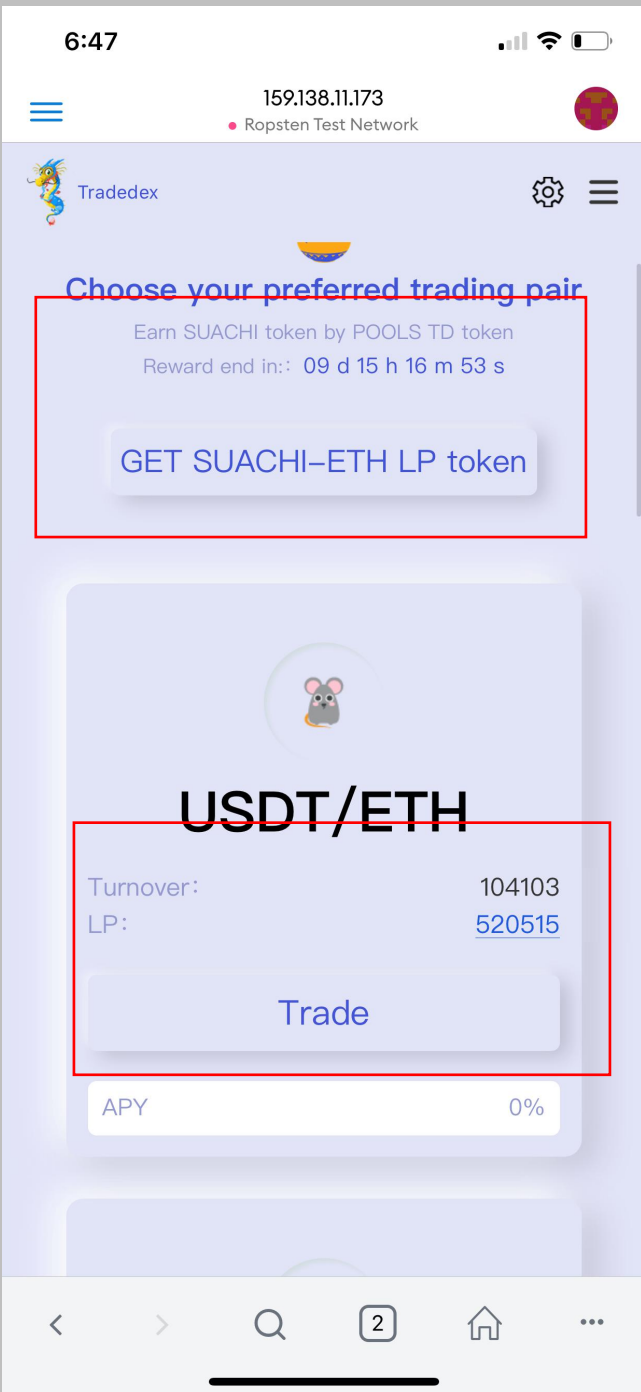 6:47
159.138.11.173
Ropsten Test Network
Tradedex
Choose your preferred trading pair
Earn SUACHI token by POOLS TD token
Reward end in:: 09 d 15 h 16 m 53 s
GET SUACHI-ETH LP token
USDT/ETH
Turnover: 104103
LP: 520515
Trade
APY 0%
2